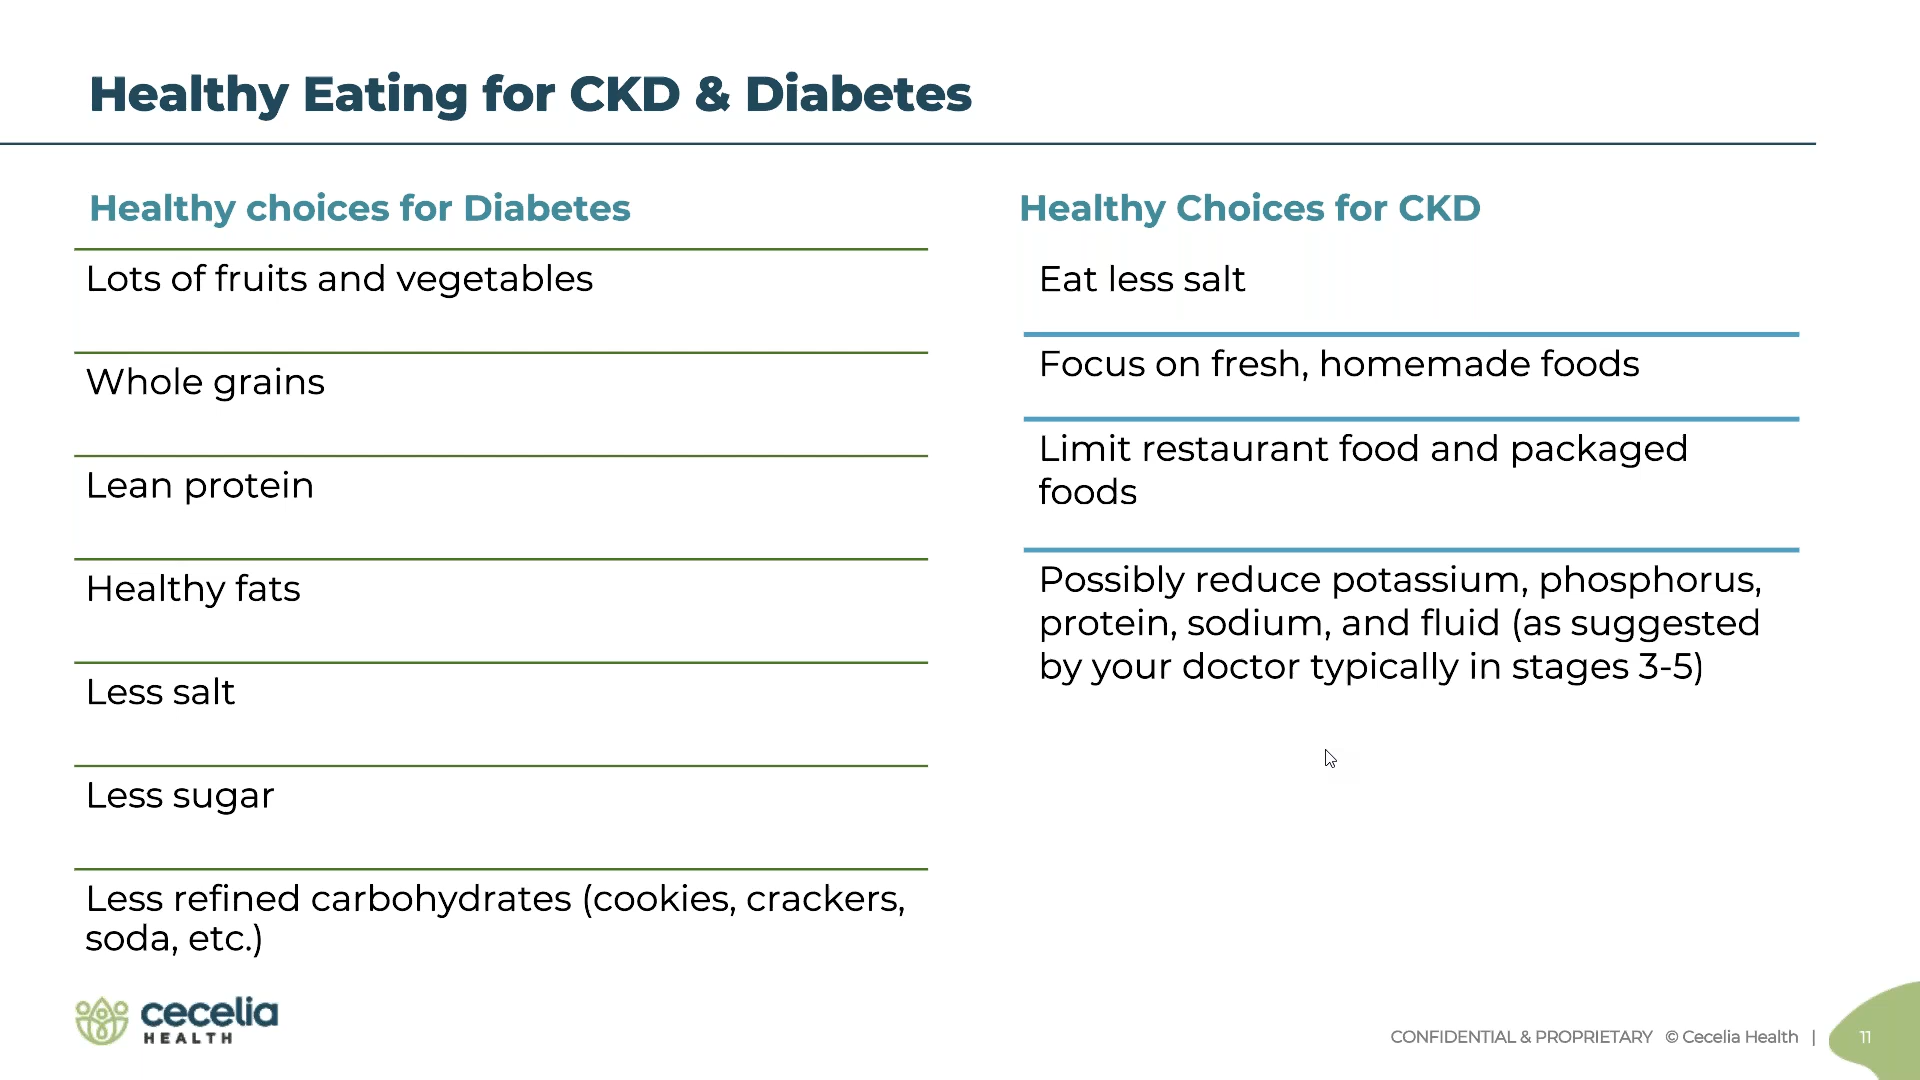 Healthy Eating for CKD & Diabetes
Healthy choices for Diabetes
Lots of fruits and vegetables
Whole grains
Lean protein
Healthy fats
Less salt
Less sugar
Less refined carbohydrates (cookies, crackers,
soda, etc.)
Healthy Choices for CKD
Eat less salt
Focus on fresh, homemade foods
Limit restaurant food and packaged
foods
Possibly reduce potassium, phosphorus,
protein, sodium, and fluid (as suggested
by your doctor typically in stages 3-5)
cecelia
HEALTH
CONFIDENTIAL & PROPRIETARY © Cecelia Health | 11